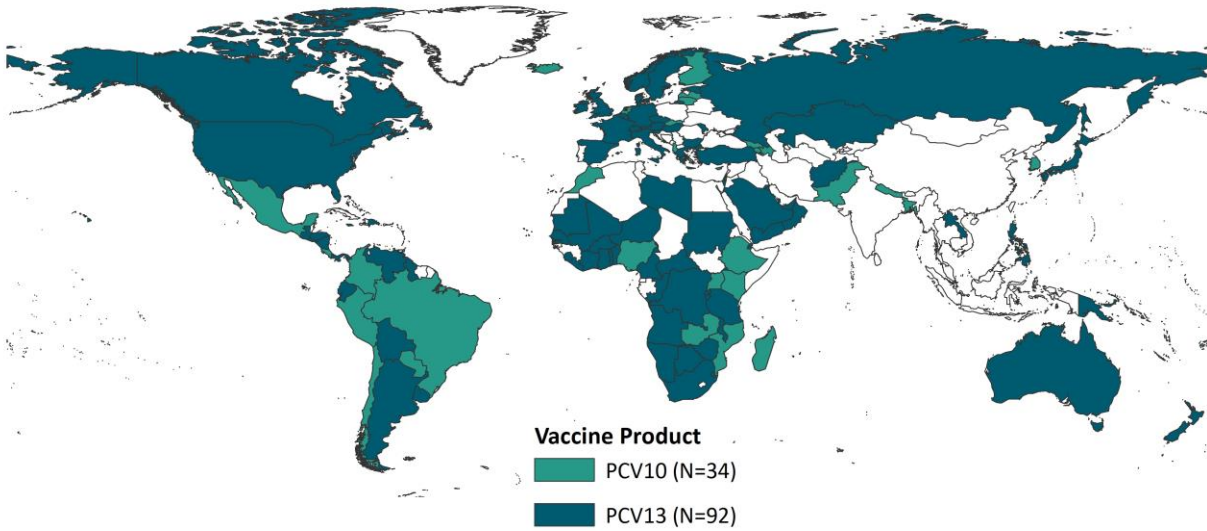 Vaccine Product
PCV10 (N=34)
PCV13 (N=92)